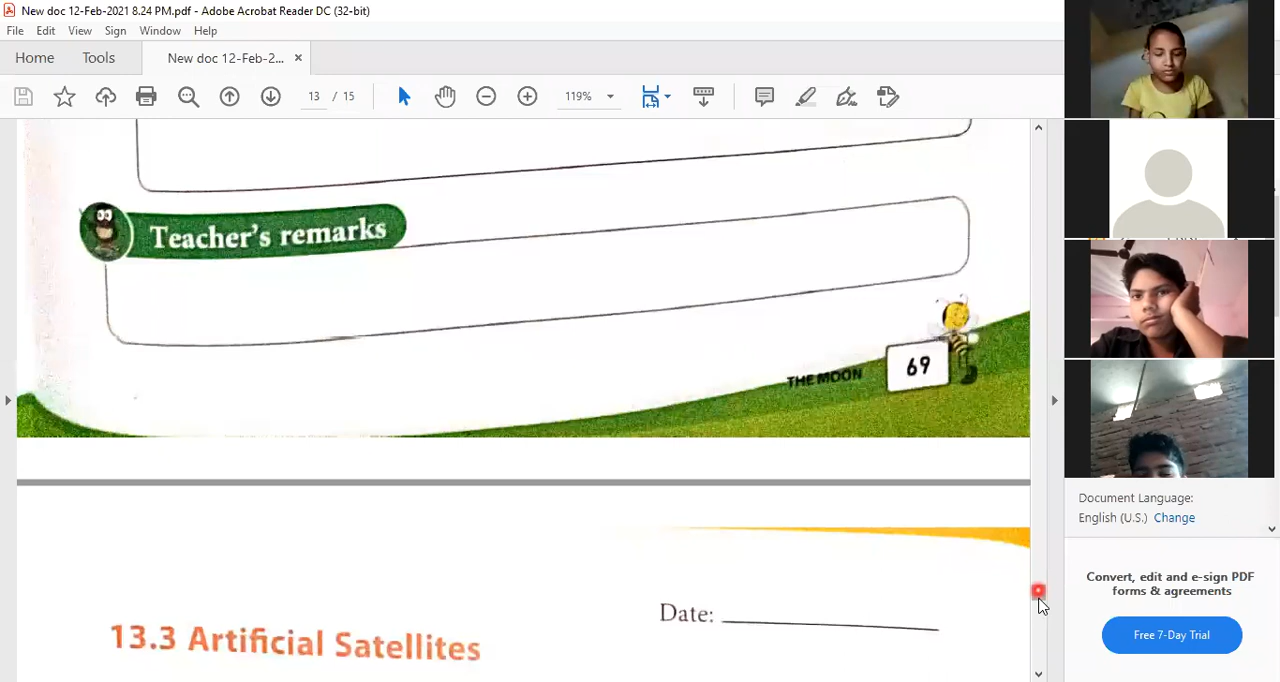 New doc 12-Feb-2021 8.24 PM.pdf - Adobe Acrobat Reader DC (32-bit)
File Edit View Sign Window Help
Home Tools New doc 12-Feb-2... ×
13 / 15 119%
Teacher's remarks
THE MOON 69
Date:
13.3 Artificial Satellites
Document Language:
English (U.S.) Change
Convert, edit and e-sign PDF
forms & agreements
Free 7-Day Trial